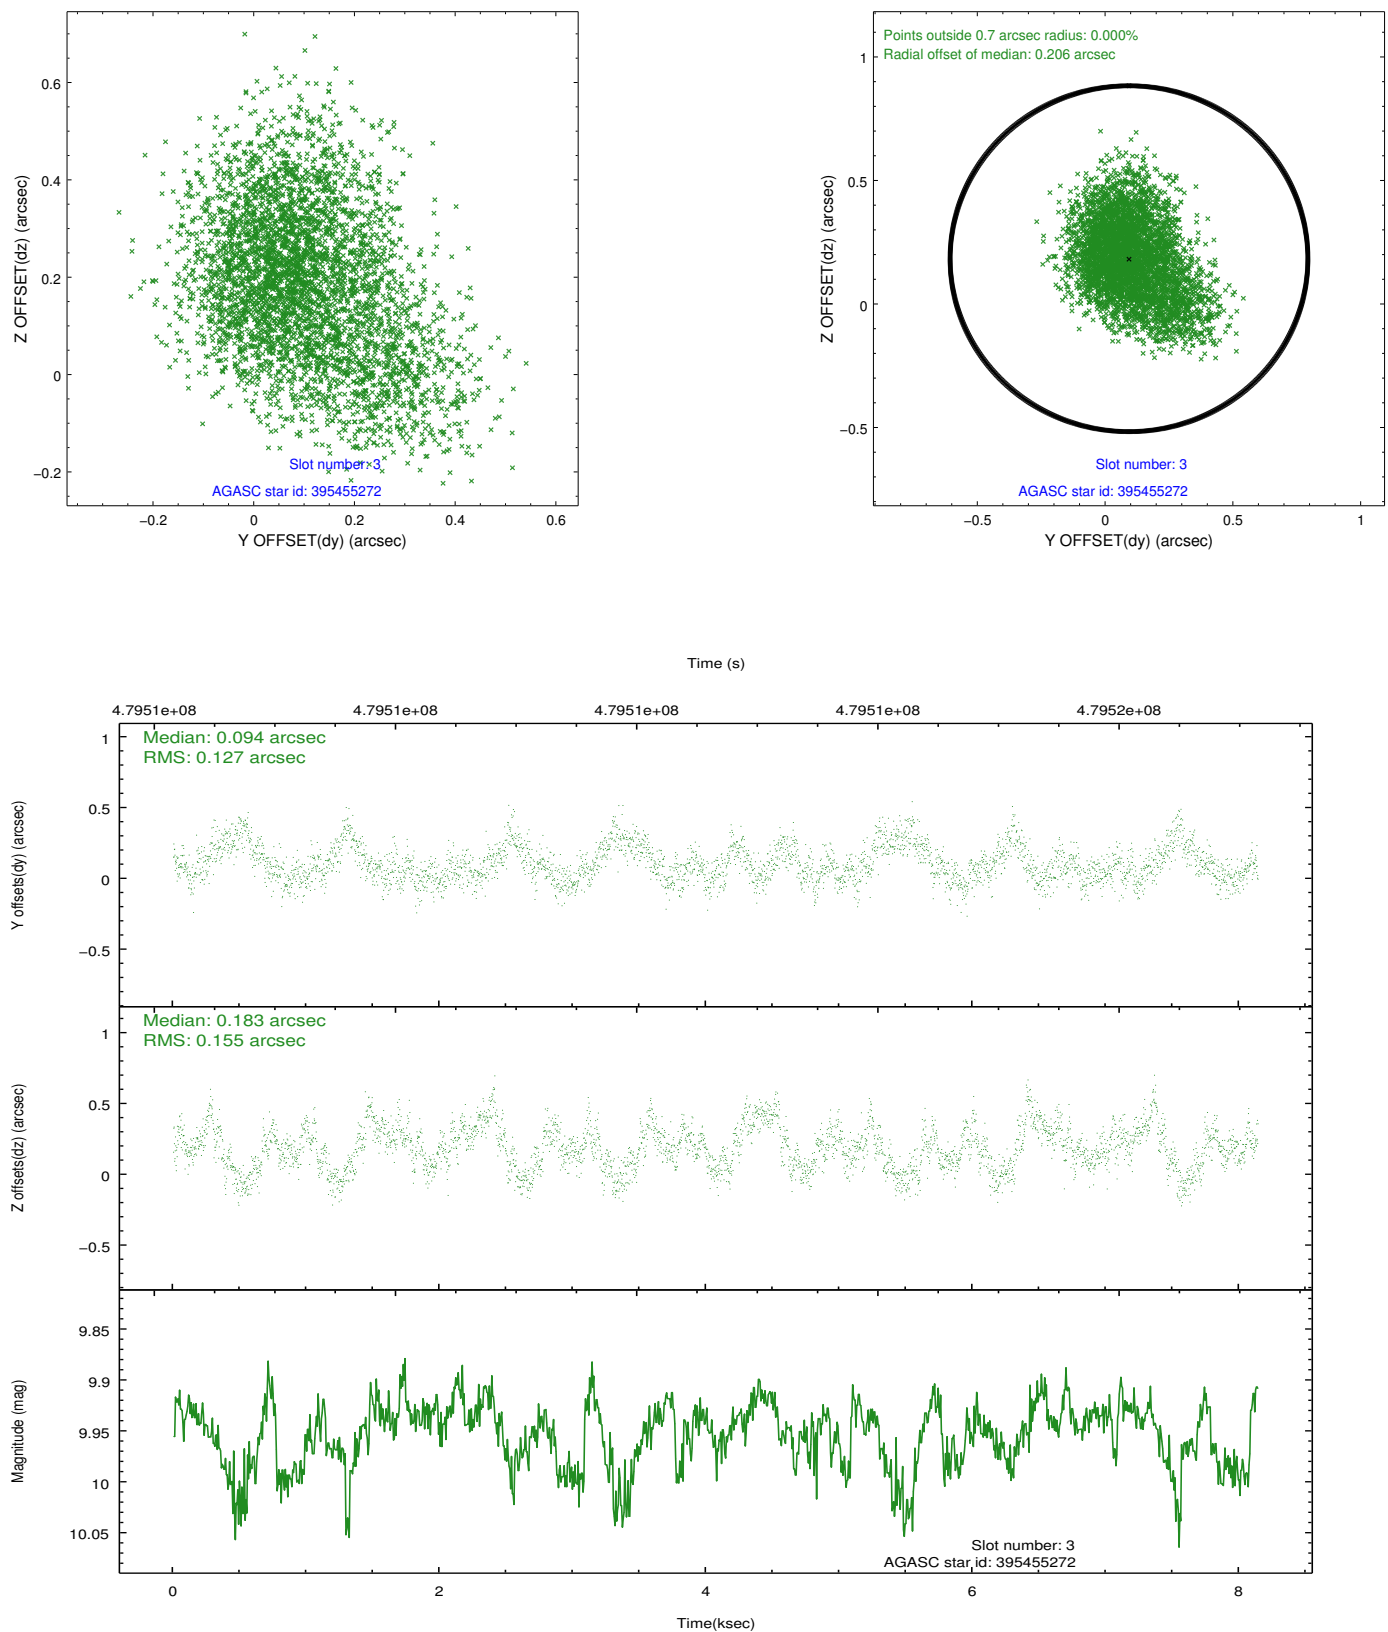 0.6
0.4
0.2
0
−0.2
−0.2
0
0.2
0.4
0.6
Z OFFSET(dz) (arcsec)
Y OFFSET(dy) (arcsec)
Slot number: 3
AGASC star id: 395455272
Points outside 0.7 arcsec radius: 0.000%
Radial offset of median: 0.206 arcsec
1
0.5
0
−0.5
−0.5
0
0.5
1
Z OFFSET(dz) (arcsec)
Y OFFSET(dy) (arcsec)
Slot number: 3
AGASC star id: 395455272
Time (s)
4.7951e+08
4.7951e+08
4.7951e+08
4.7951e+08
4.7952e+08
Median: 0.094 arcsec
RMS: 0.127 arcsec
1
0.5
0
−0.5
Y offsets(dy) (arcsec)
Median: 0.183 arcsec
RMS: 0.155 arcsec
1
0.5
0
−0.5
Z offsets(dz) (arcsec)
9.85
9.9
9.95
10
10.05
Magnitude (mag)
Slot number: 3
AGASC star id: 395455272
0
2
4
6
8
Time(ksec)